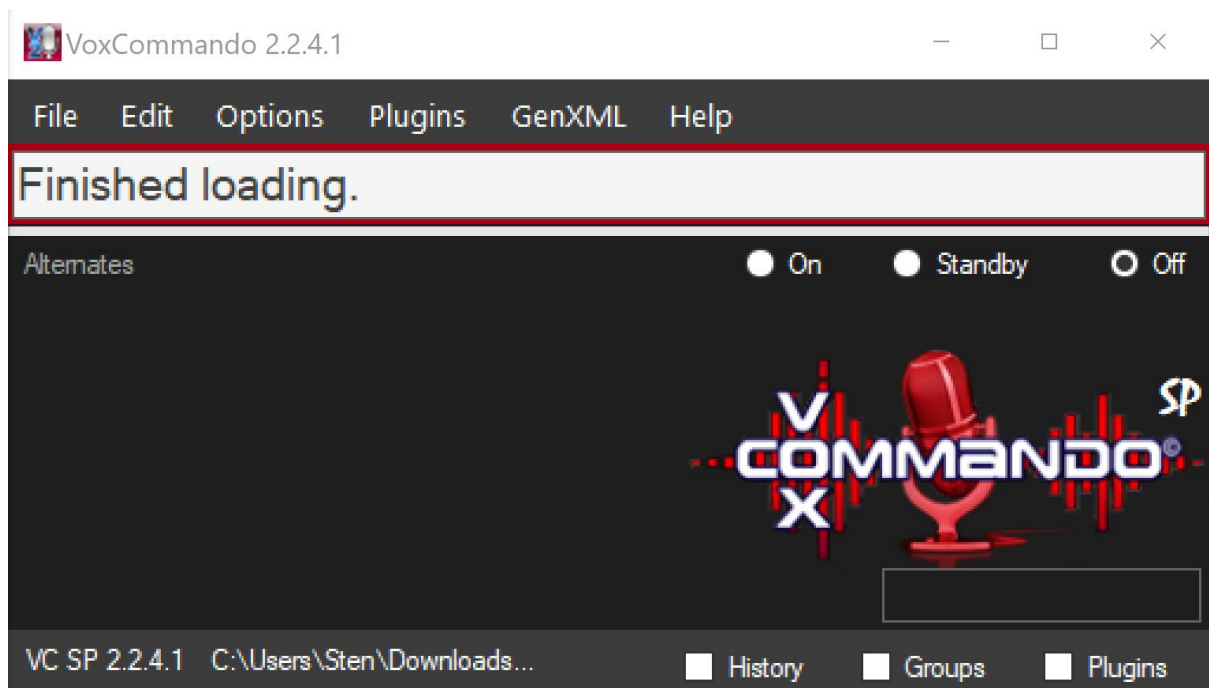 VoxCommando 2.2.4.1
File Edit Options Plugins GenXML Help
Finished loading.
Alternates On Standby Off
SP
VOX
COMMANDO©
VC SP 2.2.4.1 C:\Users\Sten\Downloads... History Groups Plugins